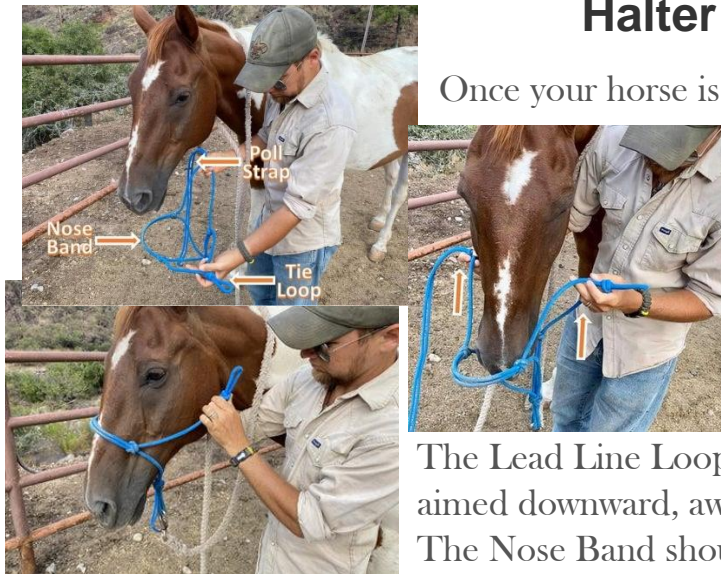 Halter
Once your horse is
Poll
Strap
Nose
Band
Tie
Loop
The Lead Line Loop
aimed downward, aw
The Nose Band shou